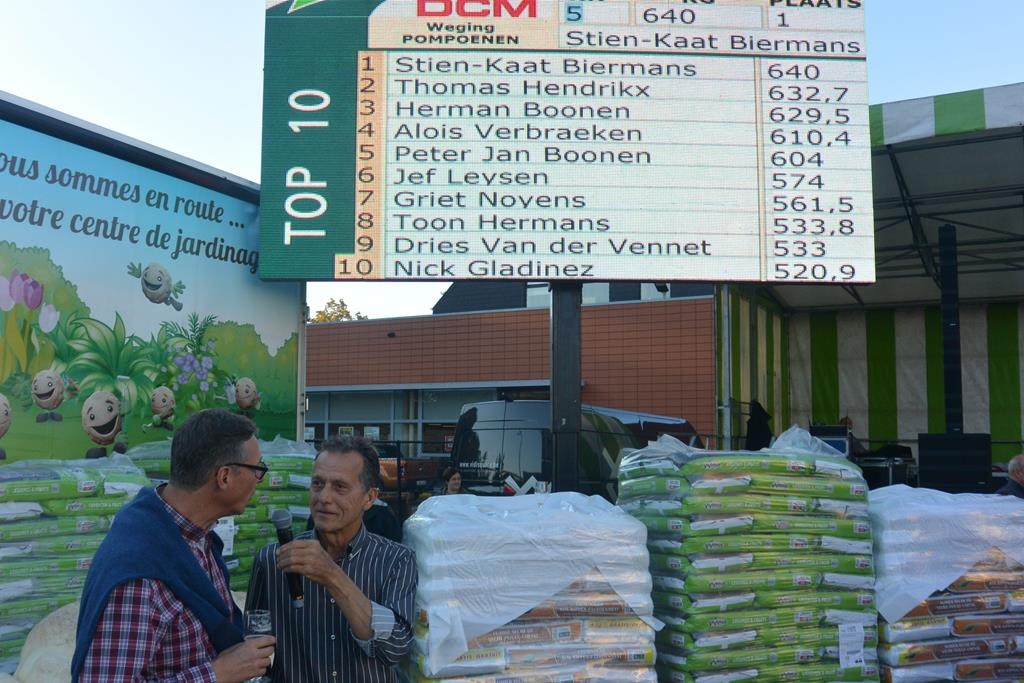 DCM
Weging
POMPOENEN
KG
PLAATS
5
640
1
Stien-Kaat Biermans
TOP 10
1 Stien-Kaat Biermans 640
2 Thomas Hendrikx 632,7
3 Herman Boonen 629,5
4 Alois Verbraeken 610,4
5 Peter Jan Boonen 604
6 Jef Leysen 574
7 Griet Novens 561,5
8 Toon Hermans 533,8
9 Dries Van der Vennet 533
10 Nick Gladinez 520,9
ous sommes en route ...
votre centre de jardinag